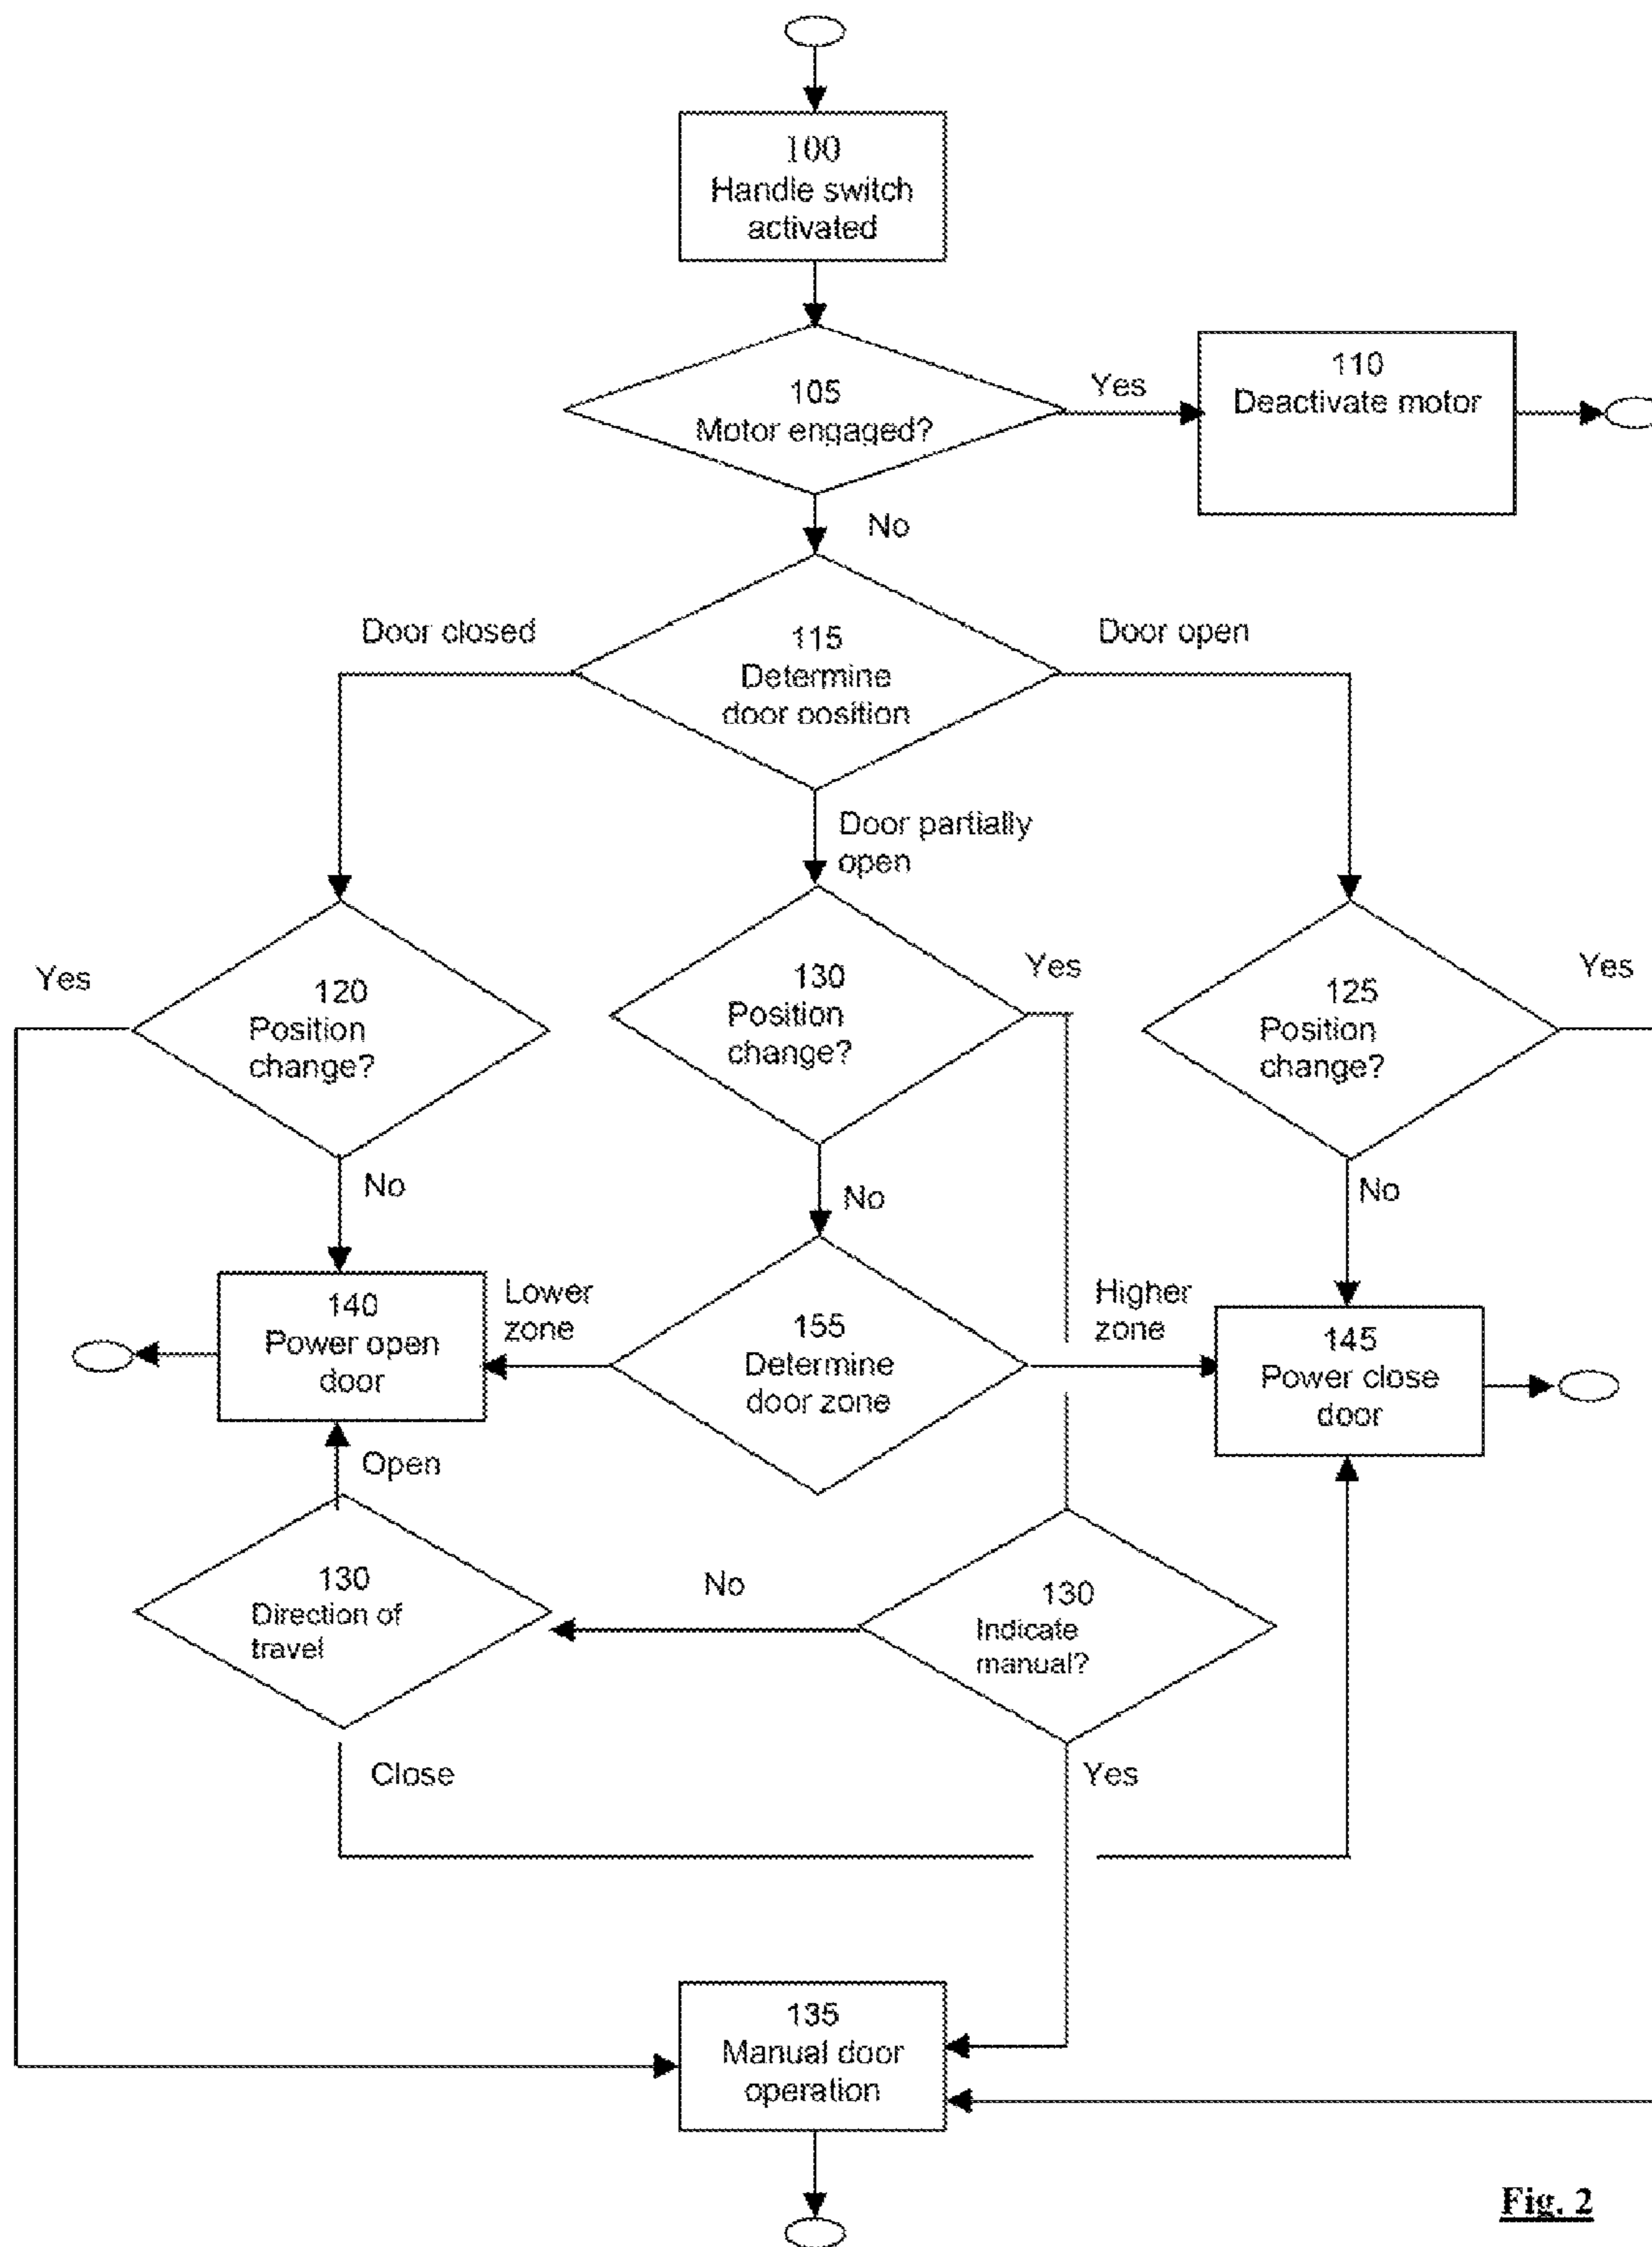 100
Handle switch
activated
105
Motor engaged?
Yes
110
Deactivate motor
No
Door closed
115
Determine
door position
Door open
Door partially
open
Yes
120
Position
change?
130
Position
change?
Yes
125
Position
change?
Yes
No
No
No
140
Power open
door
Lower
zone
155
Determine
door zone
Higher
zone
145
Power close
door
Open
130
Direction of
travel
No
130
Indicate
manual?
Close
Yes
135
Manual door
operation
Fig. 2